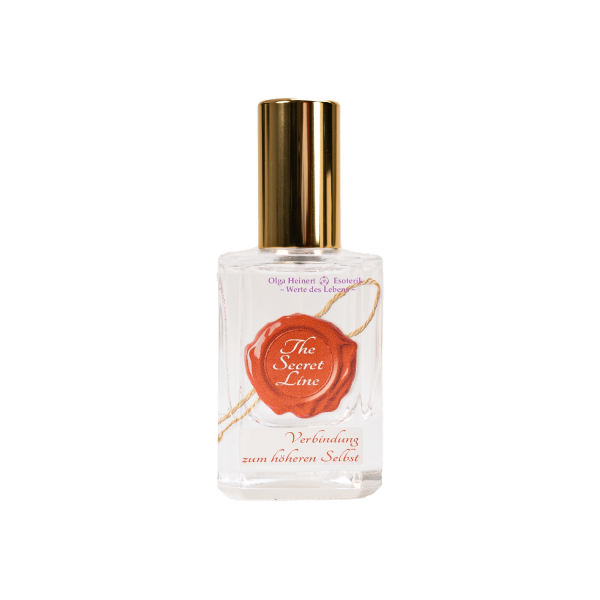 Olga Heinert Esoterik
~ Werte des Lebens ~
The
Secret
Line
Verbindung
zum höheren Selbst